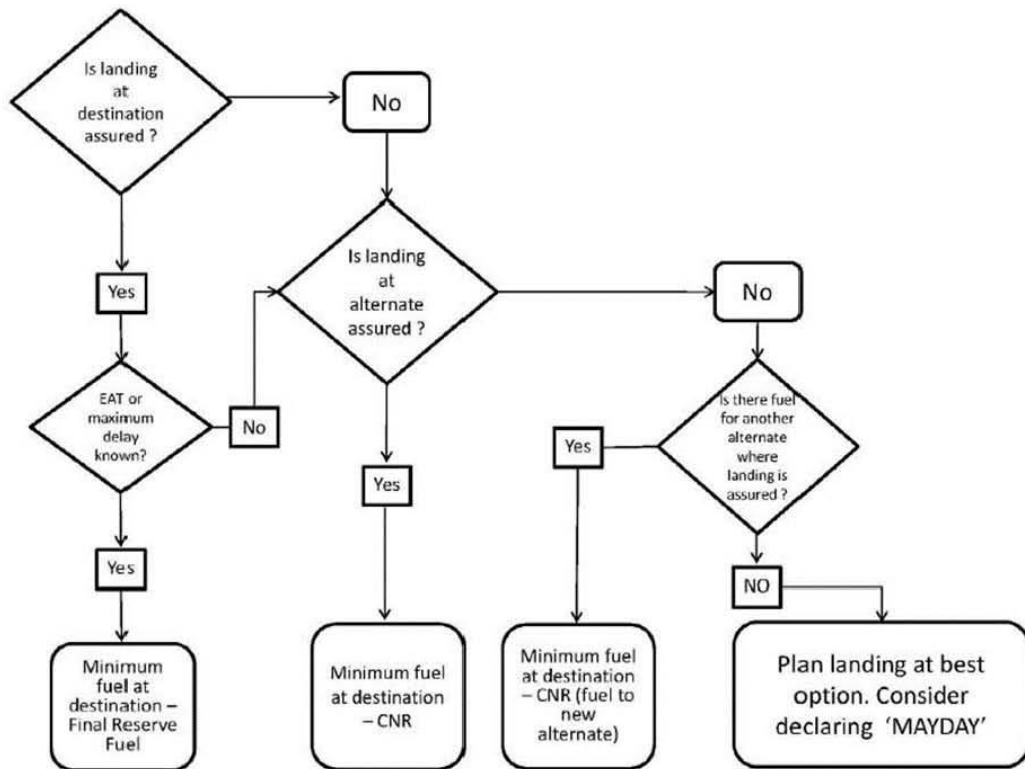 Is landing
at
destination
assured ?
No
Yes
Is landing
at
alternate
assured ?
No
EAT or
maximum
delay
known?
No
Is there fuel
for another
alternate
where
landing is
assured ?
Yes
Yes
Yes
NO
Minimum
fuel at
destination –
Final Reserve
Fuel
Minimum fuel
at destination
– CNR
Minimum fuel
at destination
– CNR (fuel to
new
alternate)
Plan landing at best
option. Consider
declaring 'MAYDAY'